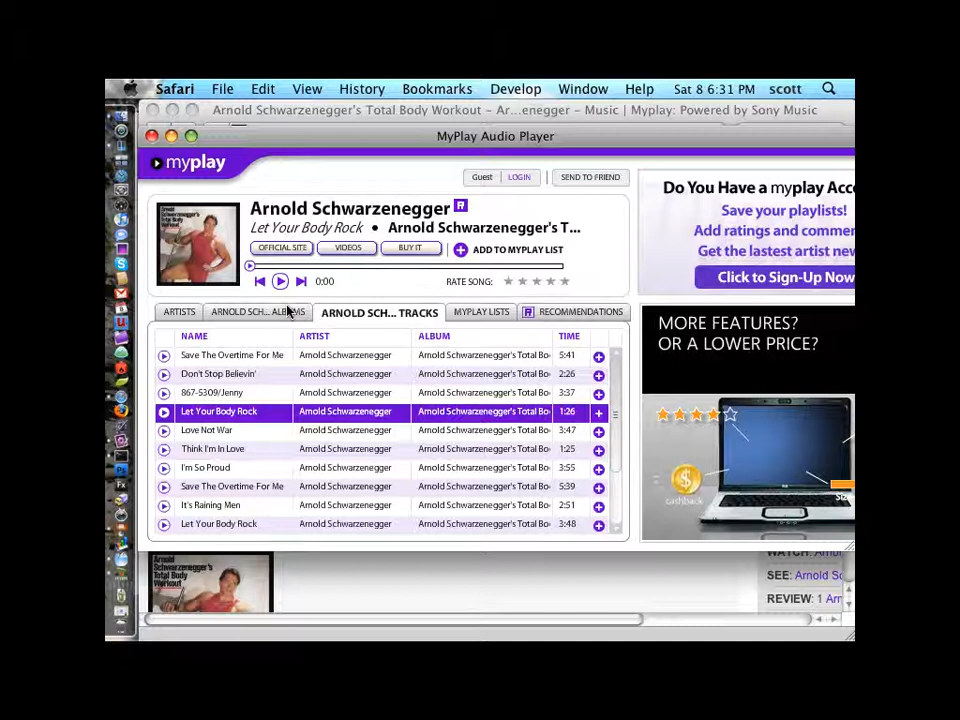 Safari File Edit View History Bookmarks Develop Window Help Sat 8 6:31 PM scott
Arnold Schwarzenegger's Total Body Workout – Ar...enegger – Music | Myplay: Powered by Sony Music
MyPlay Audio Player
myplay
Guest LOGIN SEND TO FRIEND
Arnold Schwarzenegger
Let Your Body Rock • Arnold Schwarzenegger's T...
OFFICIAL SITE VIDEOS BUY IT ADD TO MYPLAY LIST
0:00 RATE SONG:
Do You Have a myplay Acc
Save your playlists!
Add ratings and commen
Get the lastest artist new
Click to Sign-Up Now
ARTISTS ARNOLD SCH... ALBUMS ARNOLD SCH... TRACKS MYPLAY LISTS RECOMMENDATIONS
NAME ARTIST ALBUM TIME
Save The Overtime For Me Arnold Schwarzenegger Arnold Schwarzenegger's Total Bo 5:41
Don't Stop Believin' Arnold Schwarzenegger Arnold Schwarzenegger's Total Bo 2:26
867-5309/Jenny Arnold Schwarzenegger Arnold Schwarzenegger's Total Bo 3:37
Let Your Body Rock Arnold Schwarzenegger Arnold Schwarzenegger's Total Bo 1:26
Love Not War Arnold Schwarzenegger Arnold Schwarzenegger's Total Bo 3:47
Think I'm In Love Arnold Schwarzenegger Arnold Schwarzenegger's Total Bo 1:25
I'm So Proud Arnold Schwarzenegger Arnold Schwarzenegger's Total Bo 3:55
Save The Overtime For Me Arnold Schwarzenegger Arnold Schwarzenegger's Total Bo 5:39
It's Raining Men Arnold Schwarzenegger Arnold Schwarzenegger's Total Bo 2:51
Let Your Body Rock Arnold Schwarzenegger Arnold Schwarzenegger's Total Bo 3:48
MORE FEATURES?
OR A LOWER PRICE?
cashback
Size
Arnold
Schwarzenegger's
Total Body
Workout
WATCH: Arno
SEE: Arnold Sc
REVIEW: 1 Arn